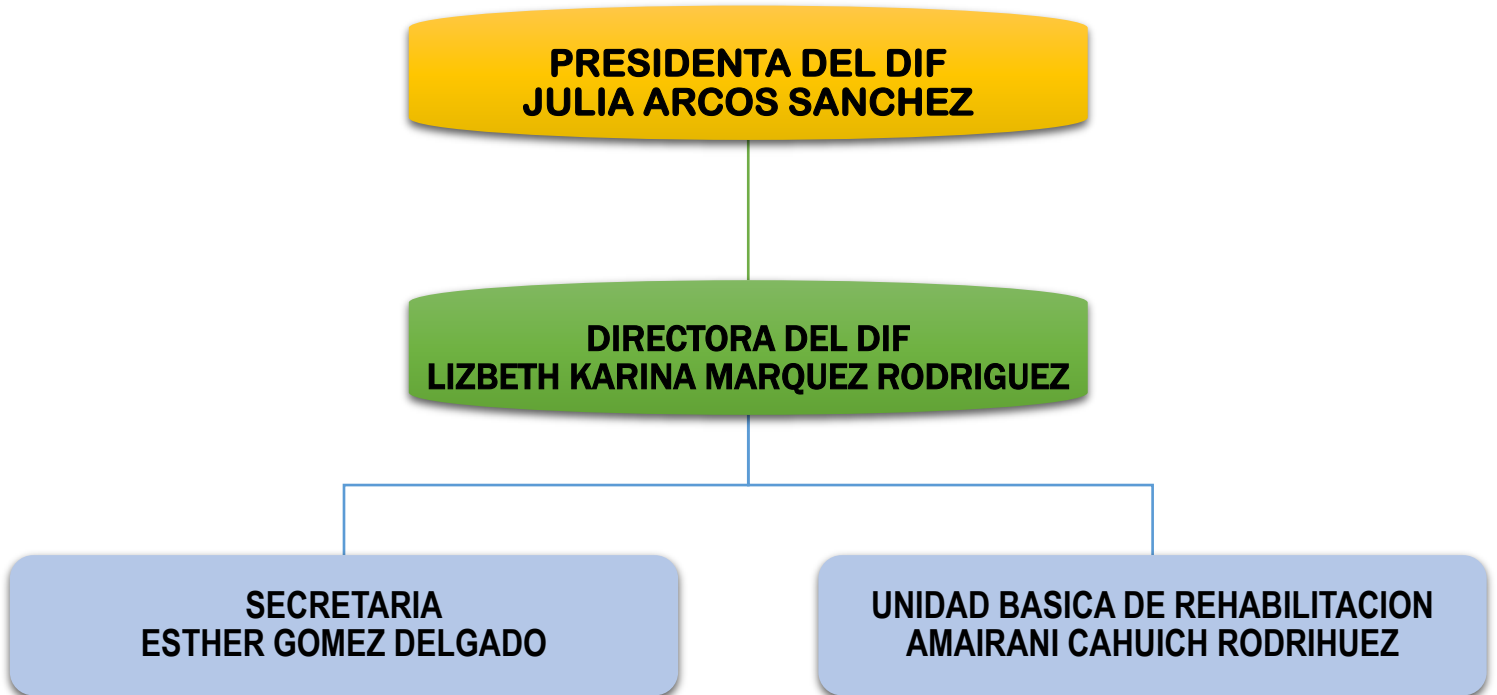 PRESIDENTA DEL DIF
JULIA ARCOS SANCHEZ
DIRECTORA DEL DIF
LIZBETH KARINA MARQUEZ RODRIGUEZ
SECRETARIA
ESTHER GOMEZ DELGADO
UNIDAD BASICA DE REHABILITACION
AMAIRANI CAHUICH RODRIHUEZ